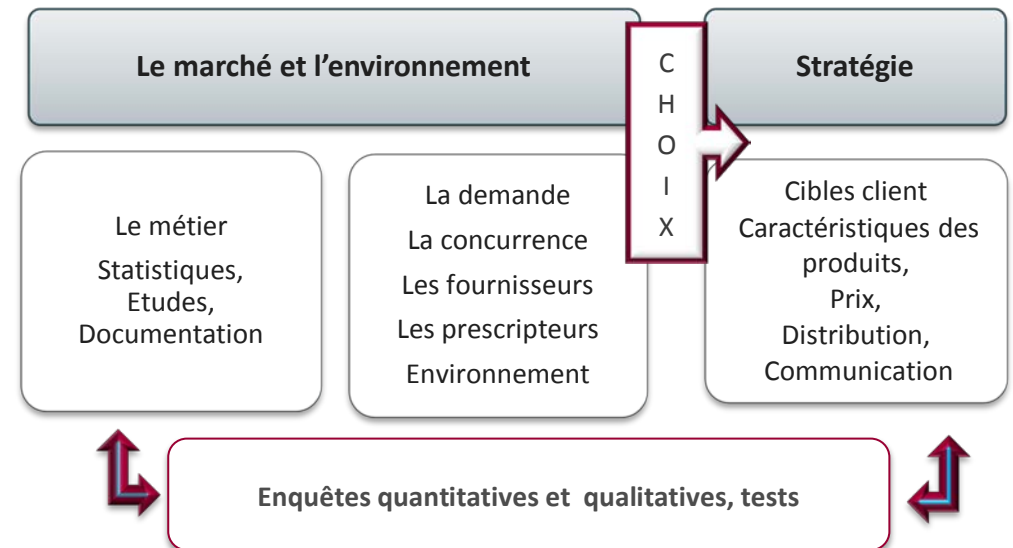 Le marché et l’environnement
C
H
O
I
X
Stratégie
Le métier
Statistiques,
Etudes,
Documentation
La demande
La concurrence
Les fournisseurs
Les prescripteurs
Environnement
Cibles client
Caractéristiques des
produits,
Prix,
Distribution,
Communication
Enquêtes quantitatives et qualitatives, tests